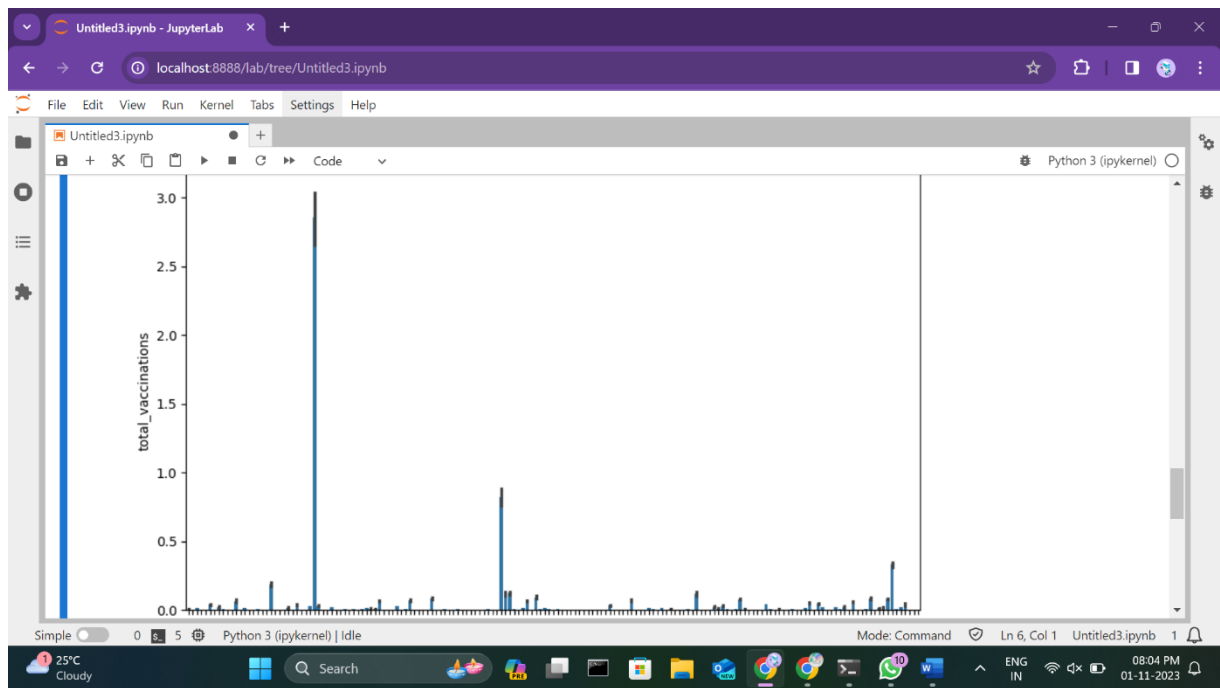 Untitled3.ipynb - JupyterLab
localhost:8888/lab/tree/Untitled3.ipynb
File Edit View Run Kernel Tabs Settings Help
Untitled3.ipynb
Code
Python 3 (ipykernel)
3.0
2.5
2.0
1.5
1.0
0.5
0.0
total_vaccinations
Simple 0 5 Python 3 (ipykernel) | Idle Mode: Command Ln 6, Col 1 Untitled3.ipynb 1
1 25°C ENG 08:04 PM
Cloudy Search PRE NEW 10 IN 01-11-2023